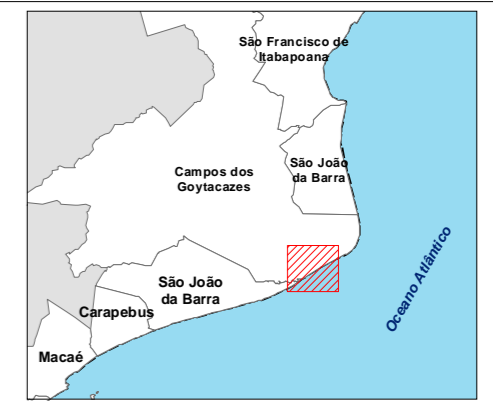 São Francisco de
Itabapoana
São João
da Barra
Campos dos
Goytacazes
Oceano Atlântico
São João
da Barra
Carapebus
Macaé